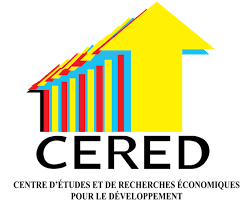 CERED
CENTRE D'ÉTUDES ET DE RECHERCHES ÉCONOMIQUES
POUR LE DÉVELOPPEMENT